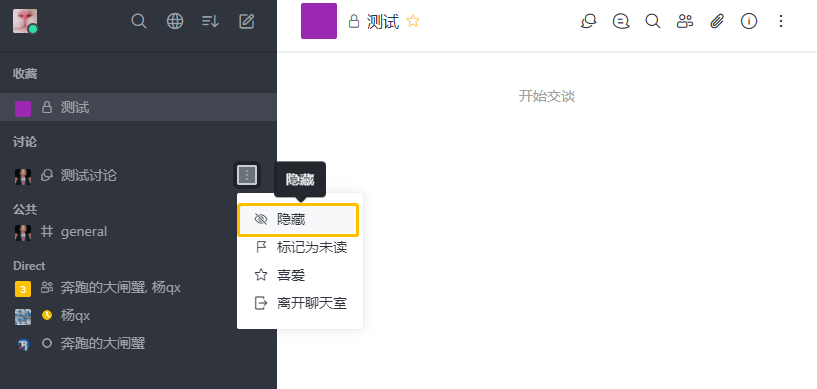 测试
开始交谈
收藏
测试
讨论
测试讨论
隐藏
隐藏
标记为未读
喜爱
离开聊天室
公共
general
Direct
3
奔跑的大闸蟹, 杨qx
杨qx
奔跑的大闸蟹